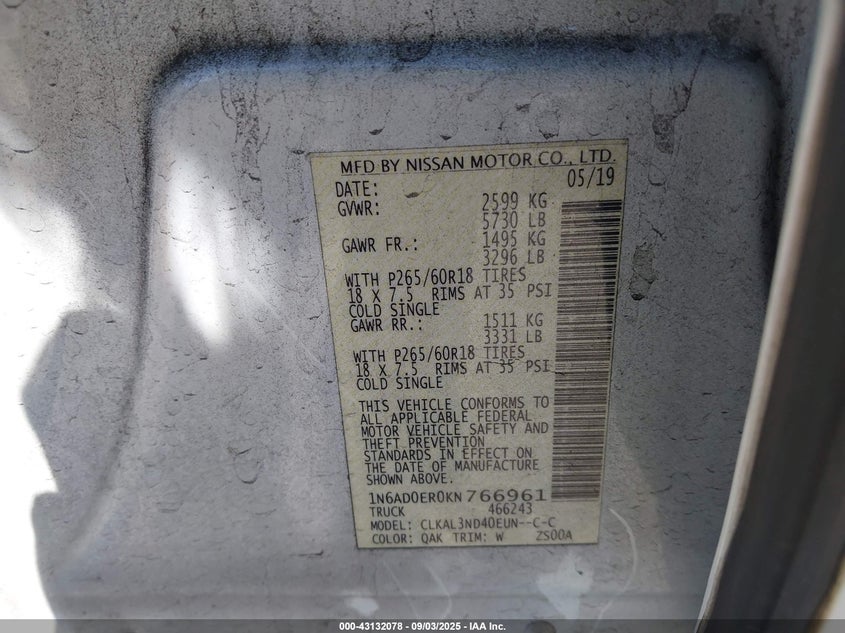 MFD BY NISSAN MOTOR CO., LTD.
DATE: 05/19
GVWR: 2599 KG
5730 LB
GAWR FR.: 1495 KG
3296 LB
WITH P265/60R18 TIRES
18 X 7.5 RIMS AT 35 PSI
COLD SINGLE
GAWR RR.: 1511 KG
3331 LB
WITH P265/60R18 TIRES
18 X 7.5 RIMS AT 35 PSI
COLD SINGLE
THIS VEHICLE CONFORMS TO
ALL APPLICABLE FEDERAL
MOTOR VEHICLE SAFETY AND
THEFT PREVENTION
STANDARDS IN EFFECT ON
THE DATE OF MANUFACTURE
SHOWN ABOVE.
1N6AD0ER0KN766961
TRUCK 466243
MODEL: CLKAL3ND40EUN--C-C
COLOR: QAK TRIM: W ZS00A
000-43132078 - 09/03/2025 - IAA Inc.